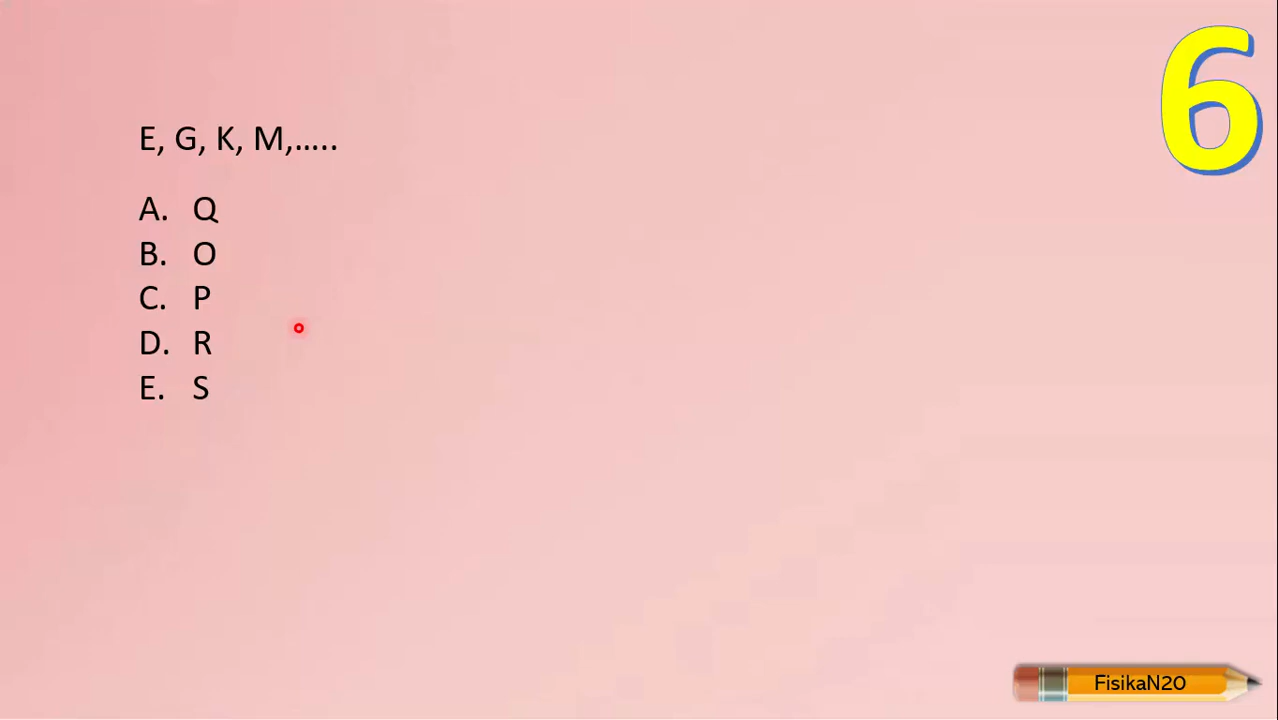 6
E, G, K, M,.....
A. Q
B. O
C. P
D. R
E. S
FisikaN20